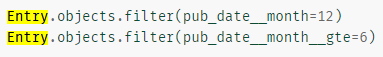 Entry.objects.filter(pub_date__month=12)
Entry.objects.filter(pub_date__month__gte=6)